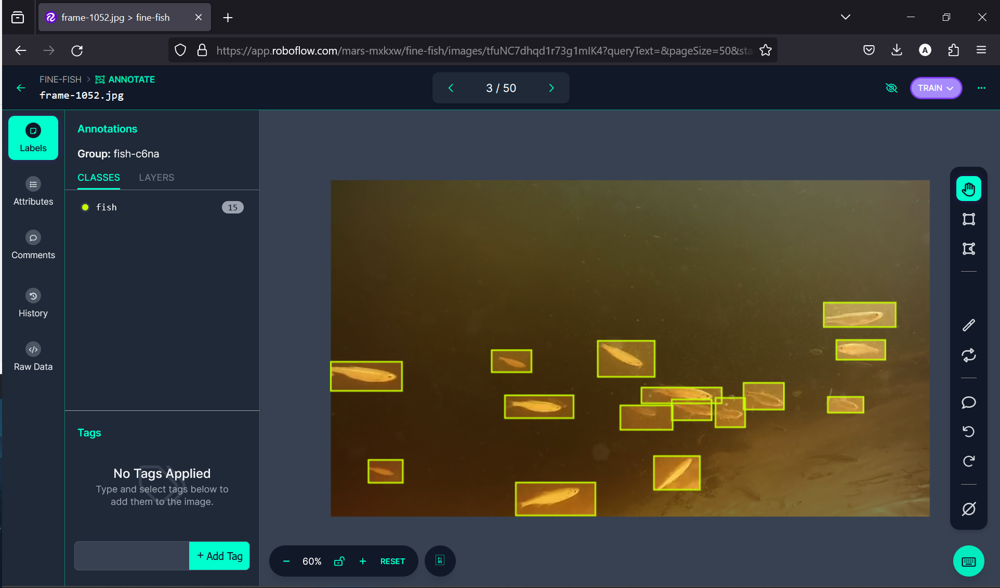 frame-1052.jpg > fine-fish
https://app.roboflow.com/mars-mxkxw/fine-fish/images/tfuNC7dhqd1r73g1mIK4?queryText=&pageSize=50&sta
A
FINE-FISH > ANNOTATE
frame-1052.jpg
3 / 50
TRAIN
Labels
Attributes
Comments
History
Raw Data
Annotations
Group: fish-c6na
CLASSES LAYERS
fish 15
Tags
No Tags Applied
Type and select tags below to
add them to the image.
+ Add Tag
60%
RESET